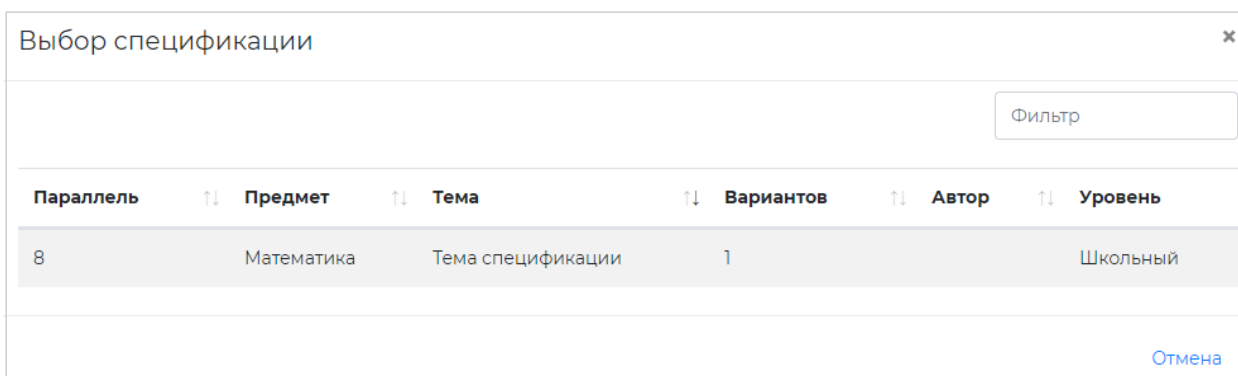 Выбор спецификации ×
Фильтр
Параллель ↑↓ Предмет ↑↓ Тема ↑↓ Вариантов ↑↓ Автор ↑↓ Уровень
8 Математика Тема спецификации 1 Школьный
Отмена